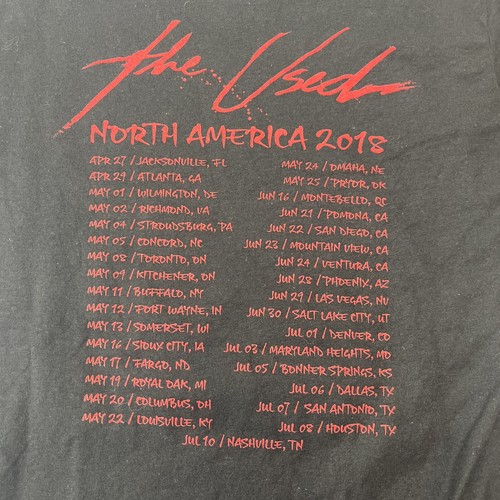 the Used
NORTH AMERICA 2018
APR 27 / JACKSONVILLE, FL
APR 29 / ATLANTA, GA
MAY 01 / WILMINGTON, DE
MAY 02 / RICHMOND, VA
MAY 04 / STROUDSBURG, PA
MAY 05 / CONCORD, NC
MAY 08 / TORONTO, ON
MAY 09 / KITCHENER, ON
MAY 11 / BUFFALO, NY
MAY 12 / FORT WAYNE, IN
MAY 13 / SOMERSET, WI
MAY 16 / SIOUX CITY, IA
MAY 17 / FARGO, ND
MAY 19 / ROYAL OAK, MI
MAY 20 / COLUMBUS, OH
MAY 22 / LOUISVILLE, KY
MAY 24 / OMAHA, NE
MAY 25 / PRYOR, OK
JUN 16 / MONTEBELLO, QC
JUN 21 / POMONA, CA
JUN 22 / SAN DIEGO, CA
JUN 23 / MOUNTAIN VIEW, CA
JUN 24 / VENTURA, CA
JUN 28 / PHOENIX, AZ
JUN 29 / LAS VEGAS, NV
JUN 30 / SALT LAKE CITY, UT
JUL 01 / DENVER, CO
JUL 03 / MARYLAND HEIGHTS, MO
JUL 05 / BONNER SPRINGS, KS
JUL 06 / DALLAS, TX
JUL 07 / SAN ANTONIO, TX
JUL 08 / HOUSTON, TX
JUL 10 / NASHVILLE, TN